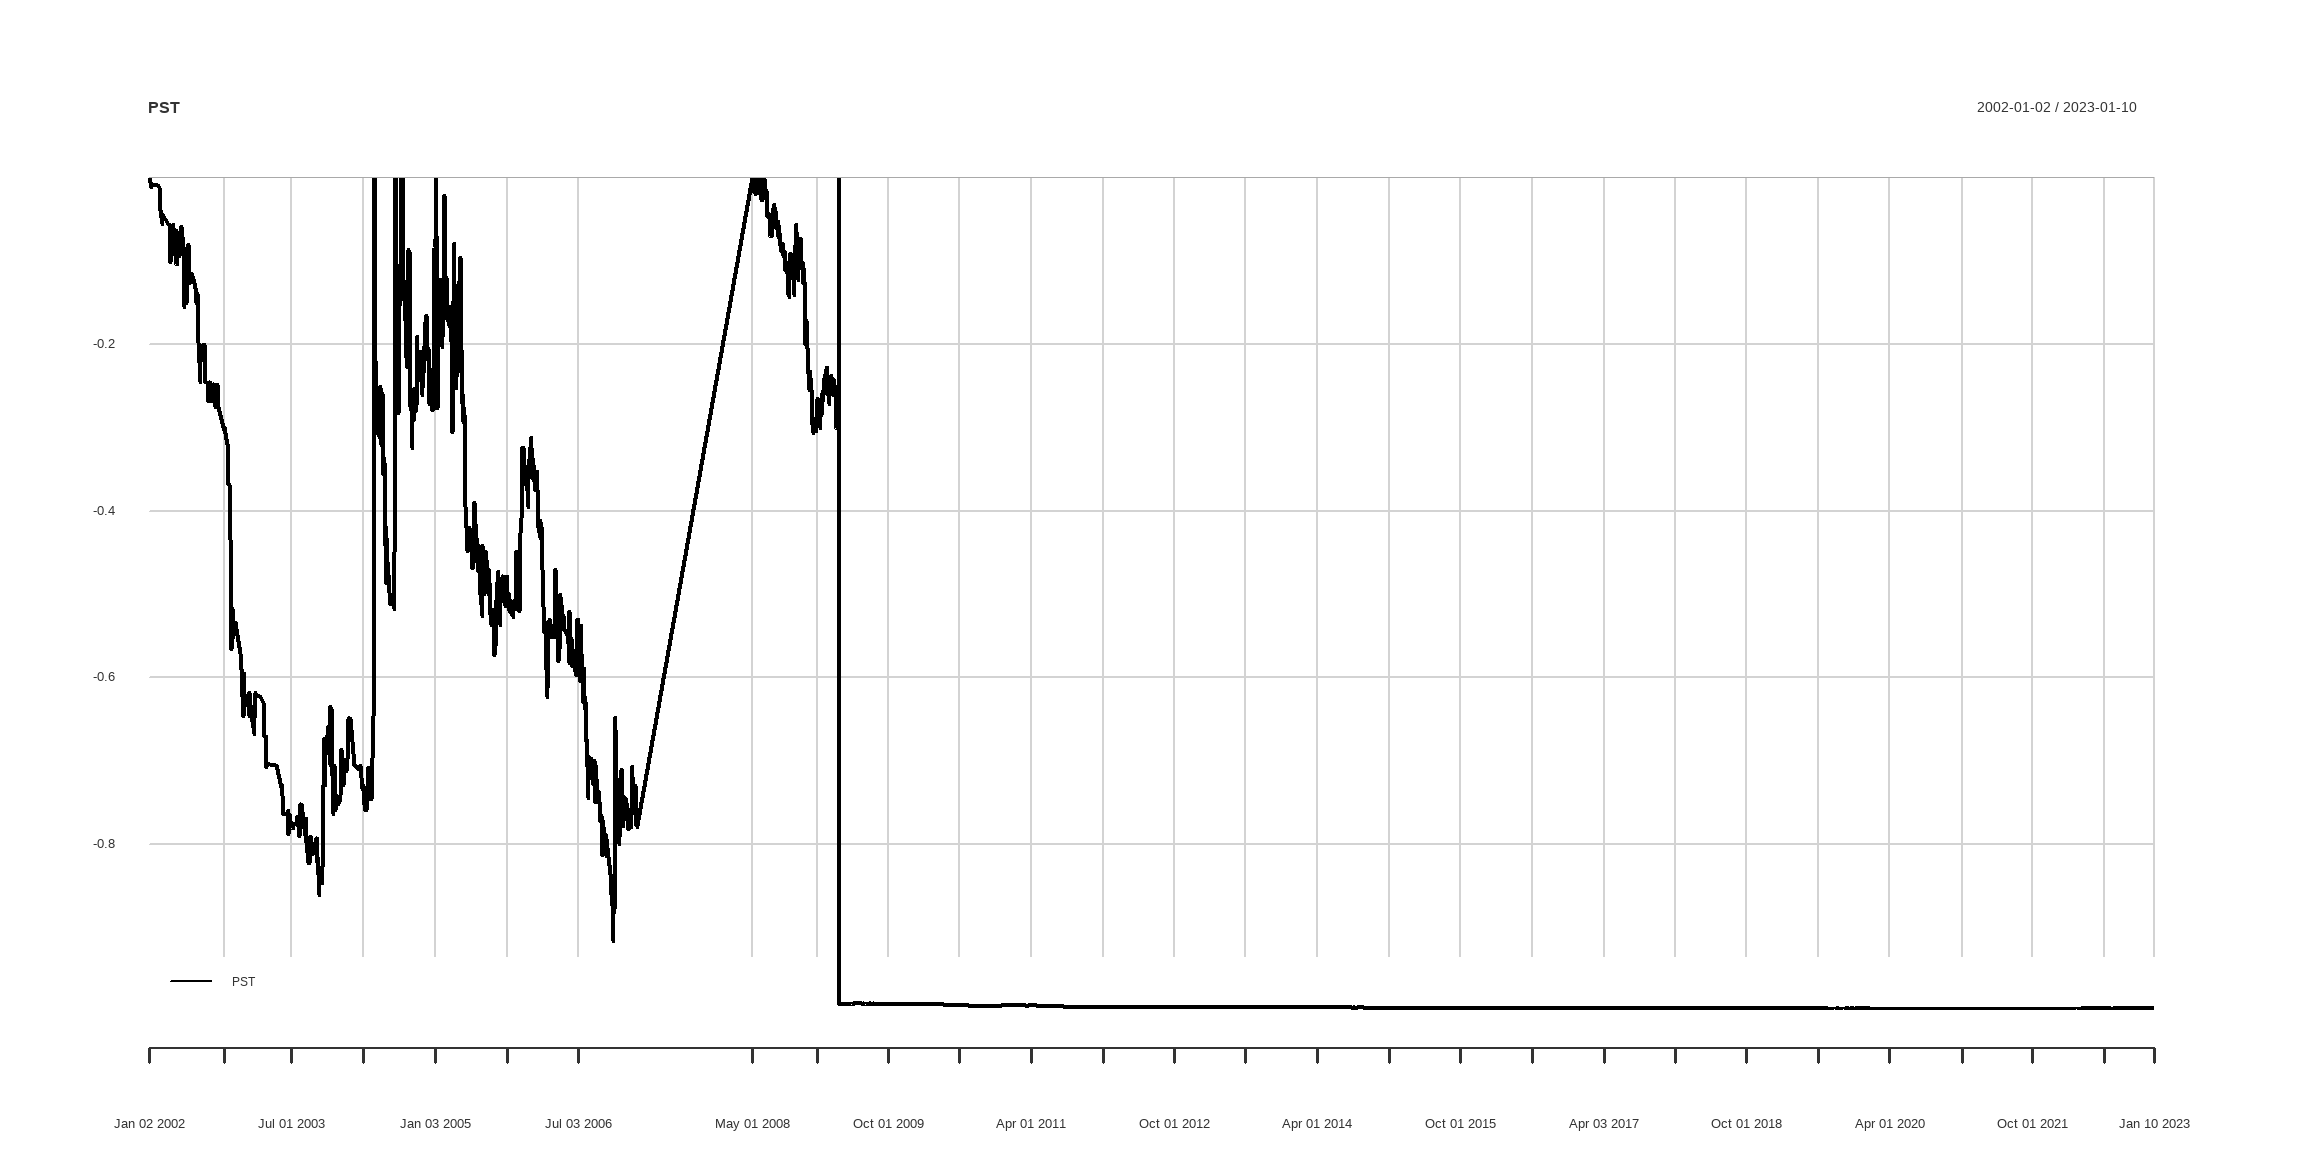 PST
2002-01-02 / 2023-01-10
-0.2
-0.4
-0.6
-0.8
PST
Jan 02 2002 Jul 01 2003 Jan 03 2005 Jul 03 2006 May 01 2008 Oct 01 2009 Apr 01 2011 Oct 01 2012 Apr 01 2014 Oct 01 2015 Apr 03 2017 Oct 01 2018 Apr 01 2020 Oct 01 2021 Jan 10 2023